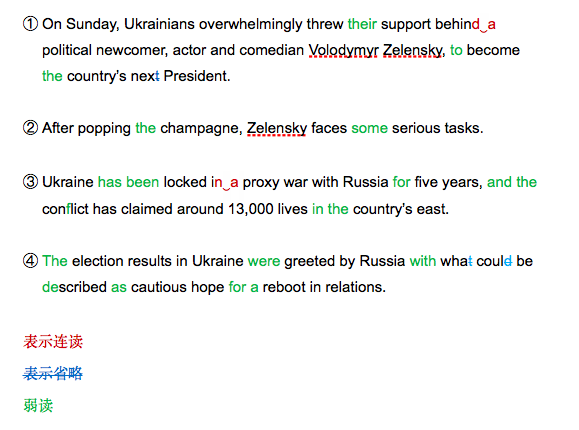 ① On Sunday, Ukrainians overwhelmingly threw their support behind a
political newcomer, actor and comedian Volodymyr Zelensky, to become
the country’s next President.
② After popping the champagne, Zelensky faces some serious tasks.
③ Ukraine has been locked in a proxy war with Russia for five years, and the
conflict has claimed around 13,000 lives in the country’s east.
④ The election results in Ukraine were greeted by Russia with what could be
described as cautious hope for a reboot in relations.
表示连读
表示省略
弱读